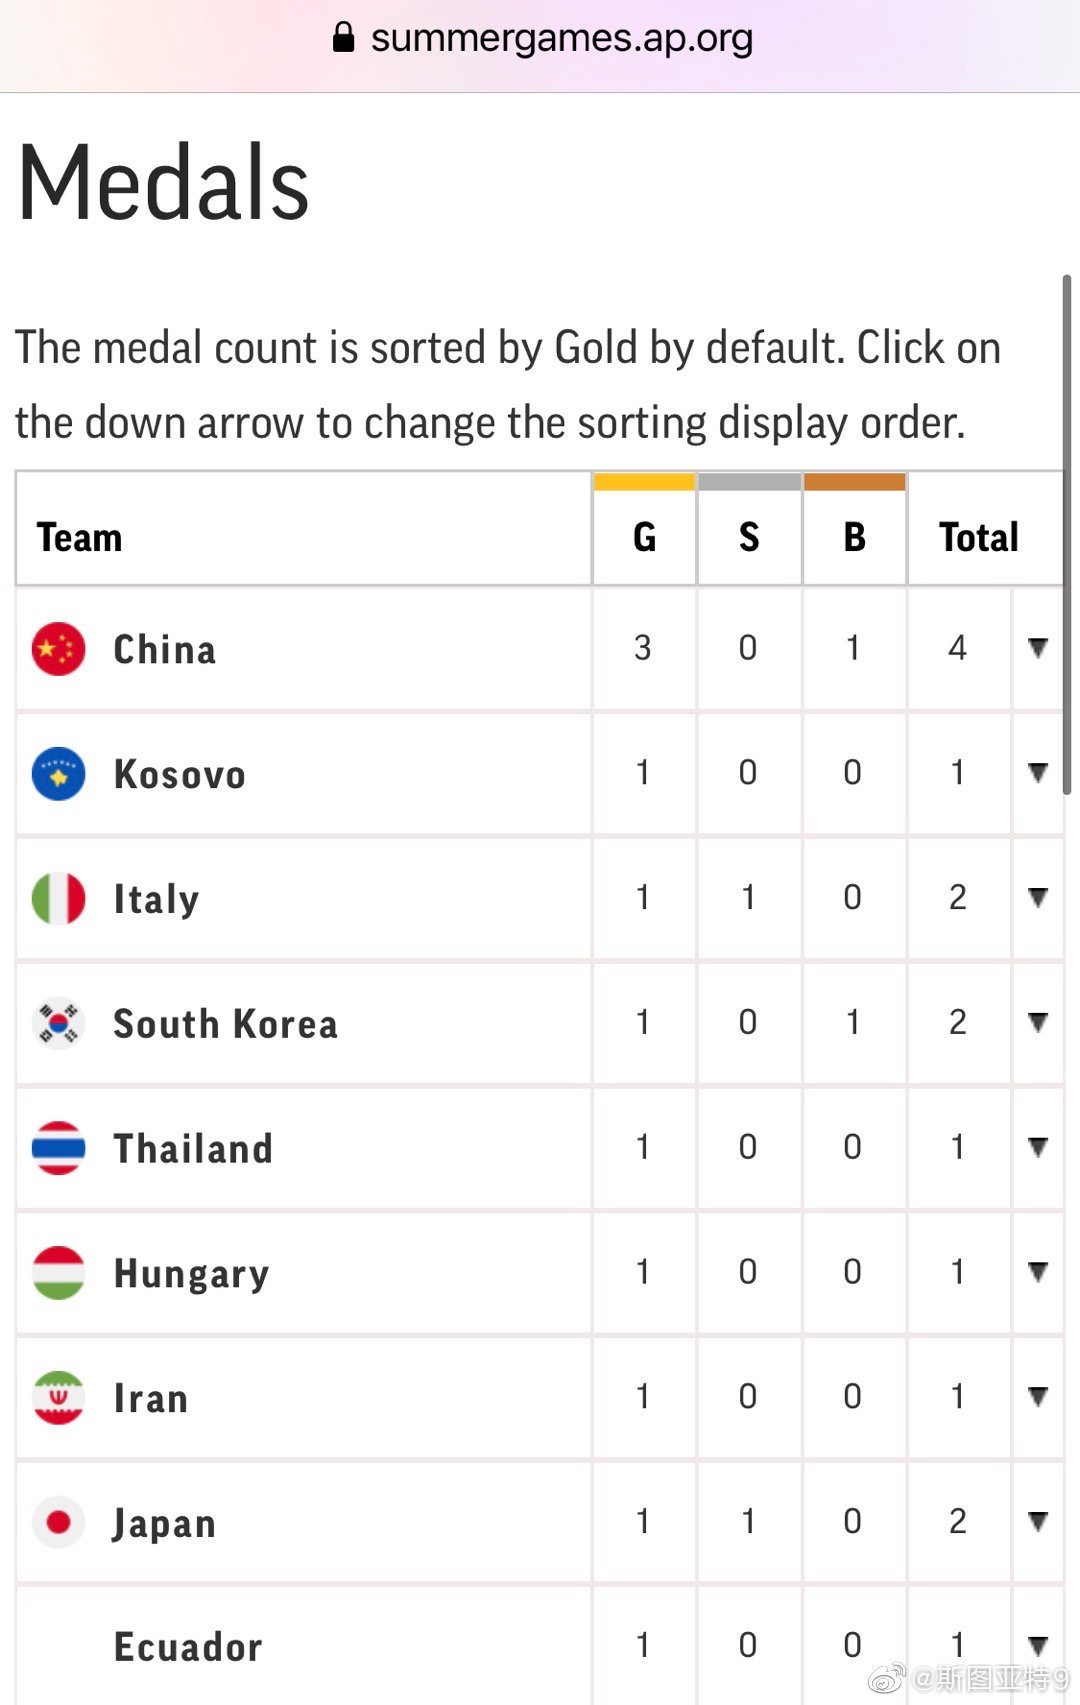 summergames.ap.org
Medals
The medal count is sorted by Gold by default. Click on
the down arrow to change the sorting display order.
Team G S B Total
China 3 0 1 4 ▼
Kosovo 1 0 0 1 ▼
Italy 1 1 0 2 ▼
South Korea 1 0 1 2 ▼
Thailand 1 0 0 1 ▼
Hungary 1 0 0 1 ▼
Iran 1 0 0 1 ▼
Japan 1 1 0 2 ▼
Ecuador 1 0 0 1 ▼
@斯图亚特9